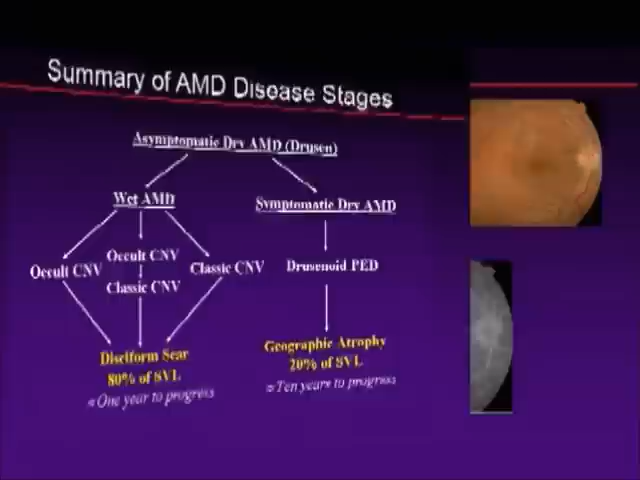 Summary of AMD Disease Stages
Asymptomatic Dry AMD (Drusen)
Wet AMD
Symptomatic Dry AMD
Occult CNV
Occult CNV
Classic CNV
Classic CNV
Drusenoid PED
Disciform Scar
80% of SVL
≈One year to progress
Geographic Atrophy
20% of SVL
≈Ten years to progress